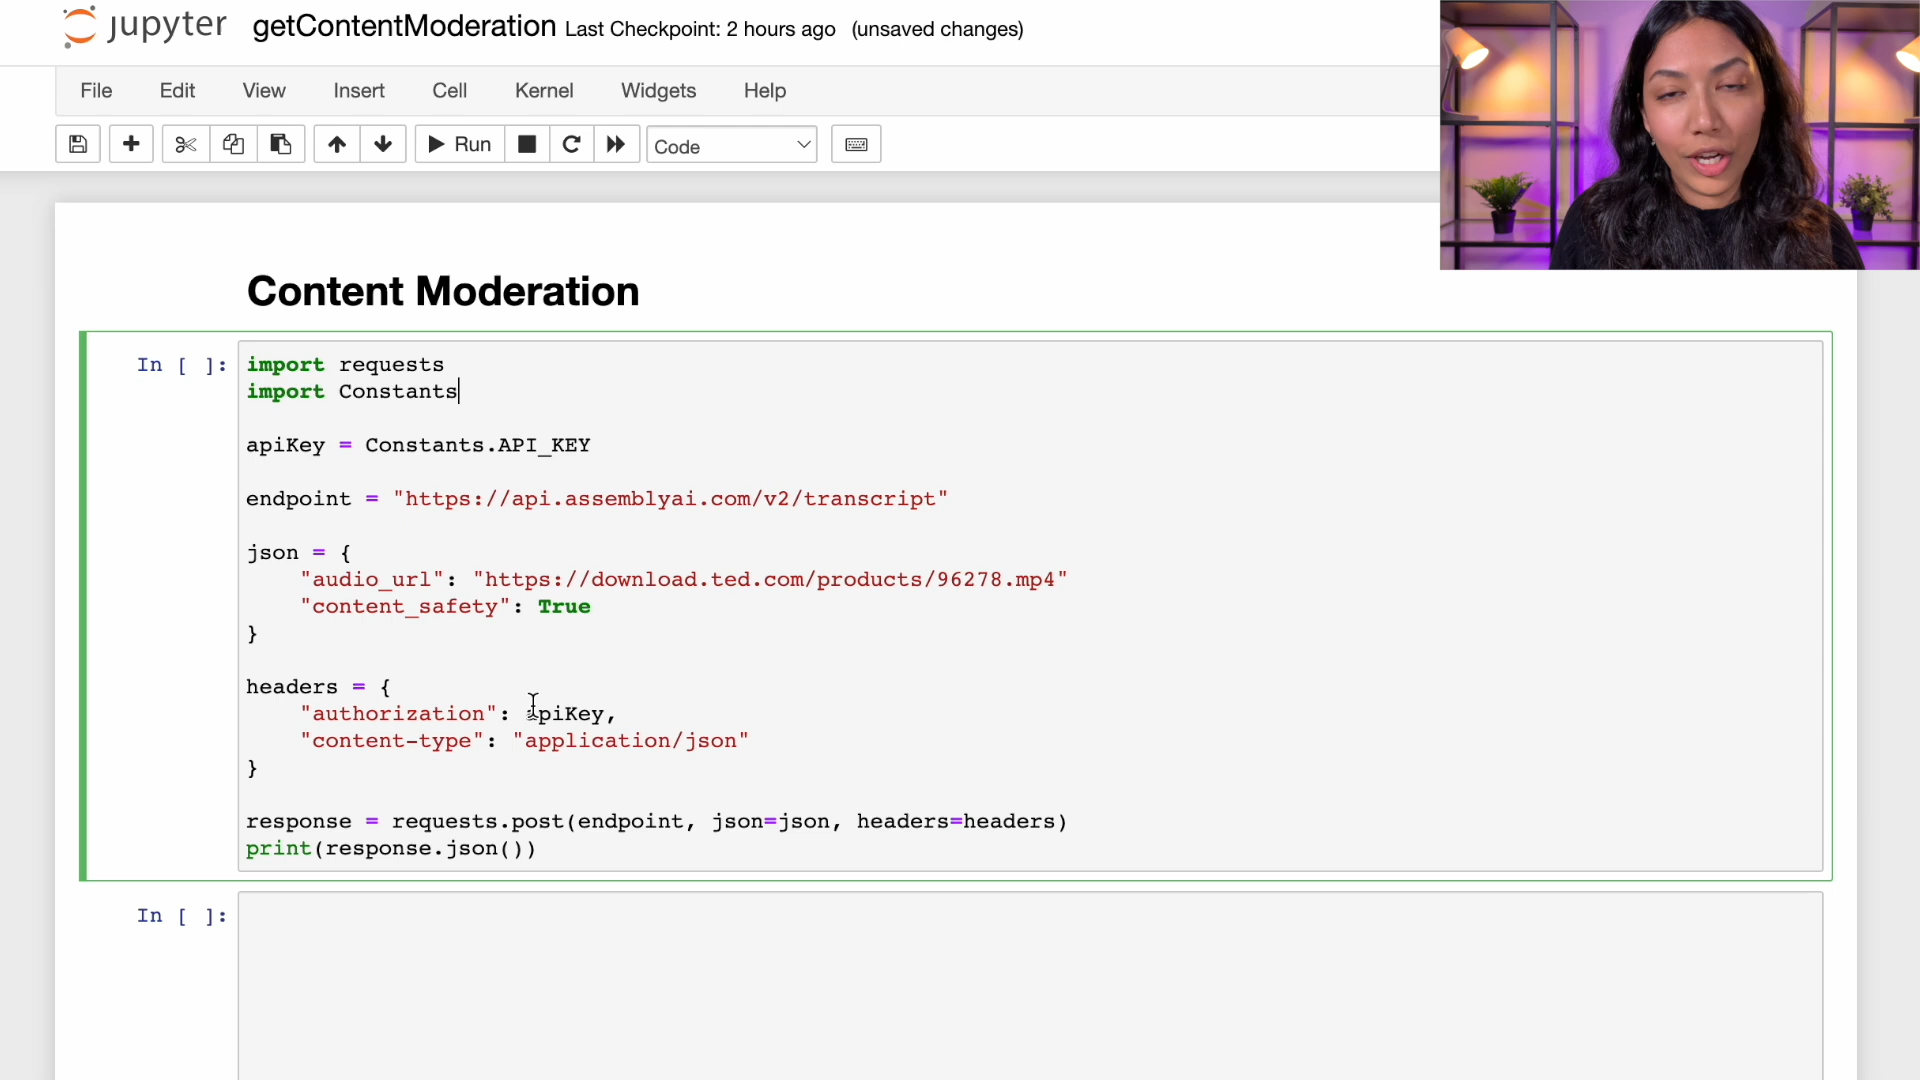 jupyter getContentModeration Last Checkpoint: 2 hours ago (unsaved changes)
File Edit View Insert Cell Kernel Widgets Help
Run Code
Content Moderation
In [ ]: import requests
import Constants
apiKey = Constants.API_KEY
endpoint = "https://api.assemblyai.com/v2/transcript"
json = {
"audio_url": "https://download.ted.com/products/96278.mp4"
"content_safety": True
}
headers = {
"authorization": apiKey,
"content-type": "application/json"
}
response = requests.post(endpoint, json=json, headers=headers)
print(response.json())
In [ ]: